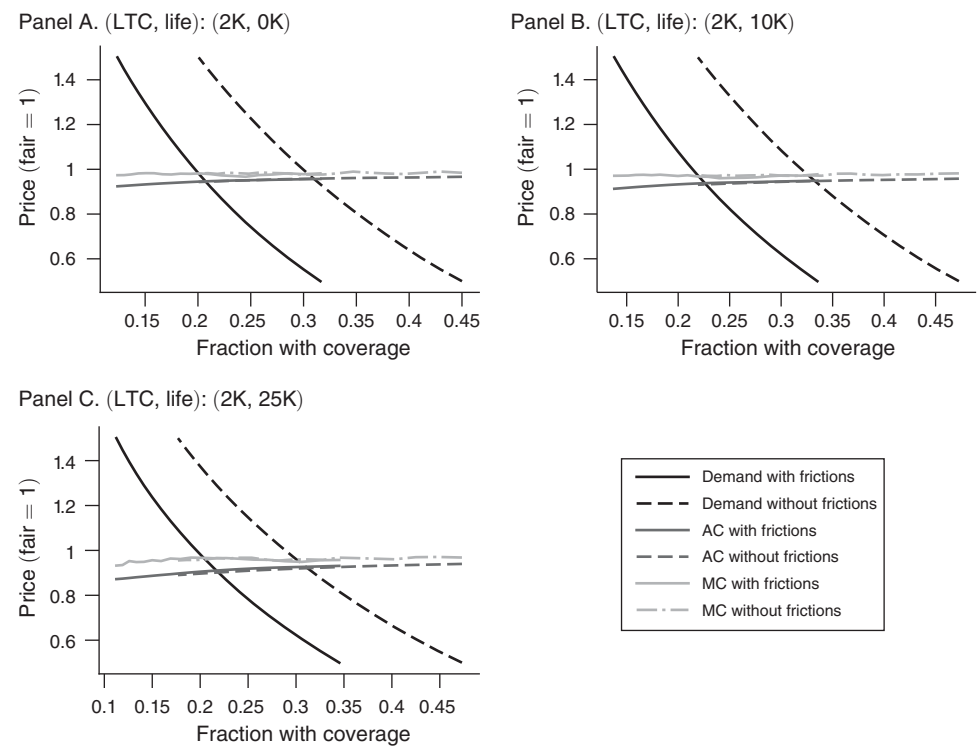 Panel A. (LTC, life): (2K, 0K)
Price (fair = 1)
1.4
1.2
1
0.8
0.6
0.15 0.2 0.25 0.3 0.35 0.4 0.45
Fraction with coverage
Panel B. (LTC, life): (2K, 10K)
Price (fair = 1)
1.4
1.2
1
0.8
0.6
0.15 0.2 0.25 0.3 0.35 0.4 0.45
Fraction with coverage
Panel C. (LTC, life): (2K, 25K)
Price (fair = 1)
1.4
1.2
1
0.8
0.6
0.1 0.15 0.2 0.25 0.3 0.35 0.4 0.45
Fraction with coverage
Demand with frictions
Demand without frictions
AC with frictions
AC without frictions
MC with frictions
MC without frictions